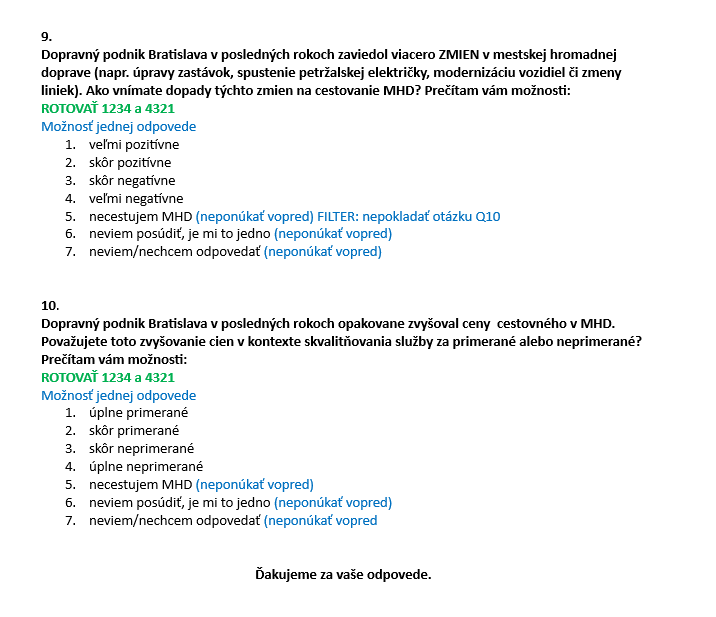 9.
Dopravný podnik Bratislava v posledných rokoch zaviedol viacero ZMIEN v mestskej hromadnej
doprave (napr. úpravy zastávok, spustenie petržalskej električky, modernizáciu vozidiel či zmeny
liniek). Ako vnímate dopady týchto zmien na cestovanie MHD? Prečítam vám možnosti:
ROTOVAŤ 1234 a 4321
Možnosť jednej odpovede
1. veľmi pozitívne
2. skôr pozitívne
3. skôr negatívne
4. veľmi negatívne
5. necestujem MHD (neponúkať vopred) FILTER: nepokladať otázku Q10
6. neviem posúdiť, je mi to jedno (neponúkať vopred)
7. neviem/nechcem odpovedať (neponúkať vopred)
10.
Dopravný podnik Bratislava v posledných rokoch opakovane zvyšoval ceny  cestovného v MHD.
Považujete toto zvyšovanie cien v kontexte skvalitňovania služby za primerané alebo neprimerané?
Prečítam vám možnosti:
ROTOVAŤ 1234 a 4321
Možnosť jednej odpovede
1. úplne primerané
2. skôr primerané
3. skôr neprimerané
4. úplne neprimerané
5. necestujem MHD (neponúkať vopred)
6. neviem posúdiť, je mi to jedno (neponúkať vopred)
7. neviem/nechcem odpovedať (neponúkať vopred
Ďakujeme za vaše odpovede.